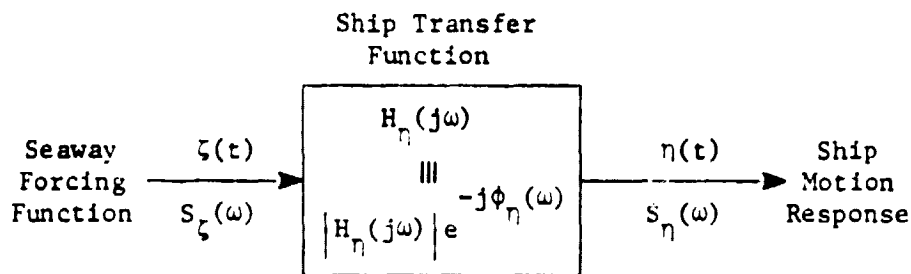 Ship Transfer
Function
Seaway
Forcing
Function
ζ(t)
S_ζ(ω)
H_η(jω)
≡
|H_η(jω)| e^{-jΦ_η(ω)}
η(t)
S_η(ω)
Ship
Motion
Response